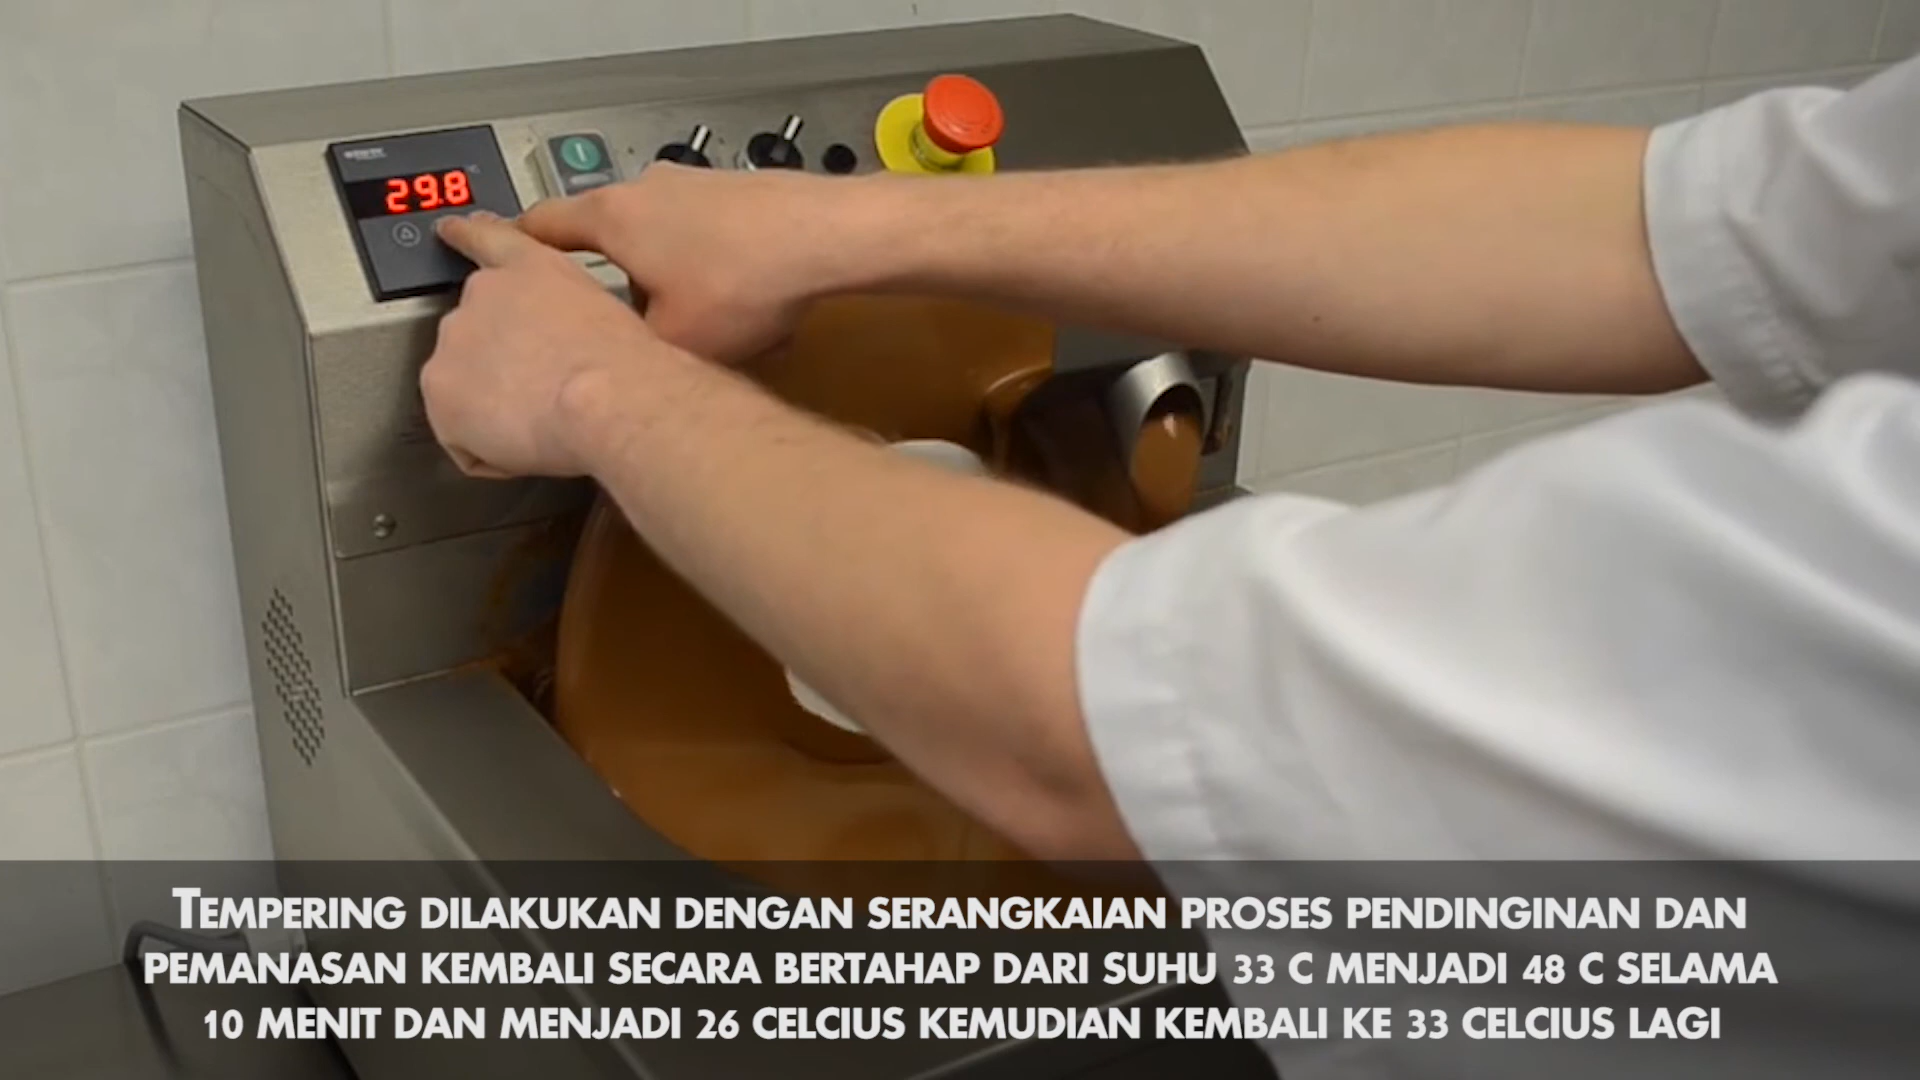 29.8
TEMPERING DILAKUKAN DENGAN SERANGKAIAN PROSES PENDINGINAN DAN
PEMANASAN KEMBALI SECARA BERTAHAP DARI SUHU 33 C MENJADI 48 C SELAMA
10 MENIT DAN MENJADI 26 CELCIUS KEMUDIAN KEMBALI KE 33 CELCIUS LAGI